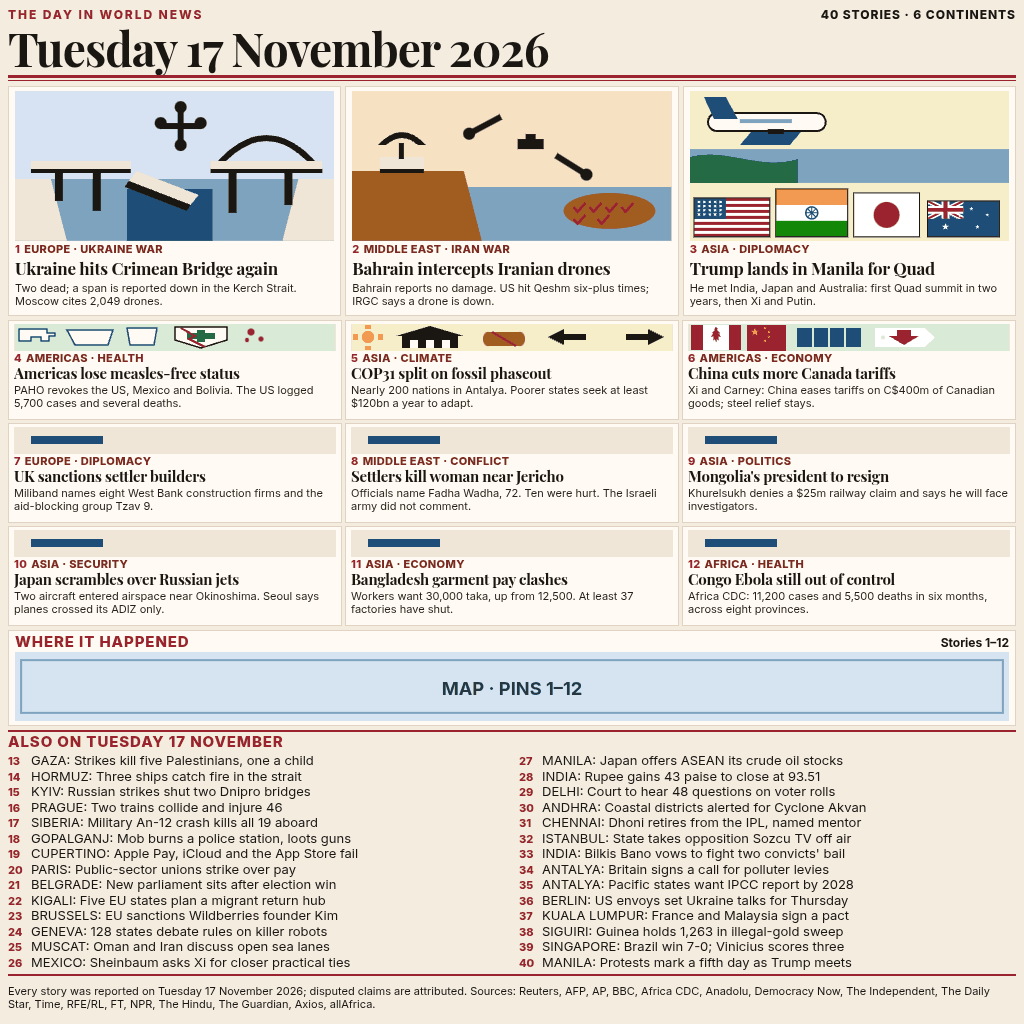 THE DAY IN WORLD NEWS
40 STORIES · 6 CONTINENTS
Tuesday 17 November 2026
1 EUROPE · UKRAINE WAR
Ukraine hits Crimean Bridge again
Two dead; a span is reported down in the Kerch Strait.
Moscow cites 2,049 drones.
2 MIDDLE EAST · IRAN WAR
Bahrain intercepts Iranian drones
Bahrain reports no damage. US hit Qeshm six-plus times;
IRGC says a drone is down.
3 ASIA · DIPLOMACY
Trump lands in Manila for Quad
He met India, Japan and Australia: first Quad summit in two
years, then Xi and Putin.
4 AMERICAS · HEALTH
Americas lose measles-free status
PAHO revokes the US, Mexico and Bolivia. The US logged
5,700 cases and several deaths.
5 ASIA · CLIMATE
COP31 split on fossil phaseout
Nearly 200 nations in Antalya. Poorer states seek at least
$120bn a year to adapt.
6 AMERICAS · ECONOMY
China cuts more Canada tariffs
Xi and Carney: China eases tariffs on C$400m of Canadian
goods; steel relief stays.
7 EUROPE · DIPLOMACY
UK sanctions settler builders
Miliband names eight West Bank construction firms and the
aid-blocking group Tzav 9.
8 MIDDLE EAST · CONFLICT
Settlers kill woman near Jericho
Officials name Fadha Wadha, 72. Ten were hurt. The Israeli
army did not comment.
9 ASIA · POLITICS
Mongolia's president to resign
Khurelsukh denies a $25m railway claim and says he will face
investigators.
10 ASIA · SECURITY
Japan scrambles over Russian jets
Two aircraft entered airspace near Okinoshima. Seoul says
planes crossed its ADIZ only.
11 ASIA · ECONOMY
Bangladesh garment pay clashes
Workers want 30,000 taka, up from 12,500. At least 37
factories have shut.
12 AFRICA · HEALTH
Congo Ebola still out of control
Africa CDC: 11,200 cases and 5,500 deaths in six months,
across eight provinces.
WHERE IT HAPPENED
Stories 1–12
MAP · PINS 1–12
ALSO ON TUESDAY 17 NOVEMBER
13 GAZA: Strikes kill five Palestinians, one a child
14 HORMUZ: Three ships catch fire in the strait
15 KYIV: Russian strikes shut two Dnipro bridges
16 PRAGUE: Two trains collide and injure 46
17 SIBERIA: Military An-12 crash kills all 19 aboard
18 GOPALGANJ: Mob burns a police station, loots guns
19 CUPERTINO: Apple Pay, iCloud and the App Store fail
20 PARIS: Public-sector unions strike over pay
21 BELGRADE: New parliament sits after election win
22 KIGALI: Five EU states plan a migrant return hub
23 BRUSSELS: EU sanctions Wildberries founder Kim
24 GENEVA: 128 states debate rules on killer robots
25 MUSCAT: Oman and Iran discuss open sea lanes
26 MEXICO: Sheinbaum asks Xi for closer practical ties
27 MANILA: Japan offers ASEAN its crude oil stocks
28 INDIA: Rupee gains 43 paise to close at 93.51
29 DELHI: Court to hear 48 questions on voter rolls
30 ANDHRA: Coastal districts alerted for Cyclone Akvan
31 CHENNAI: Dhoni retires from the IPL, named mentor
32 ISTANBUL: State takes opposition Sozcu TV off air
33 INDIA: Bilkis Bano vows to fight two convicts' bail
34 ANTALYA: Britain signs a call for polluter levies
35 ANTALYA: Pacific states want IPCC report by 2028
36 BERLIN: US envoys set Ukraine talks for Thursday
37 KUALA LUMPUR: France and Malaysia sign a pact
38 SIGUIRI: Guinea holds 1,263 in illegal-gold sweep
39 SINGAPORE: Brazil win 7-0; Vinicius scores three
40 MANILA: Protests mark a fifth day as Trump meets
Every story was reported on Tuesday 17 November 2026; disputed claims are attributed. Sources: Reuters, AFP, AP, BBC, Africa CDC, Anadolu, Democracy Now, The Independent, The Daily
Star, Time, RFE/RL, FT, NPR, The Hindu, The Guardian, Axios, allAfrica.